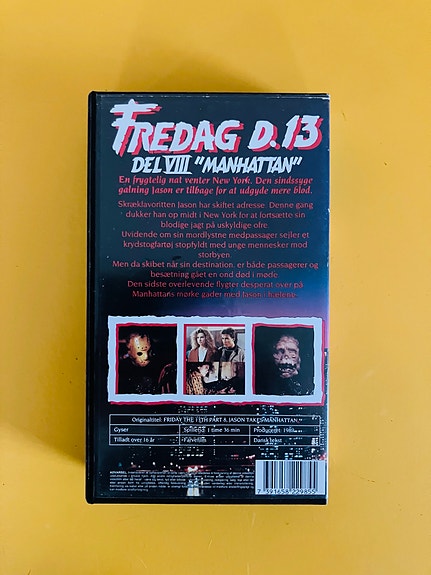 FREDAG D. 13
DEL VIII "MANHATTAN"
En frygtelig nat venter New York. Den sindssyge
galning Jason er tilbage for at udgyde mere blod.
Skrækfavoritten Jason har skiftet adresse. Denne gang
dukker han op midt i New York for at fortsætte sin
blodige jagt på uskyldige ofre.
Uvidende om sin mordlystne medpassager sejler et
krydstogtfartøj stopfyldt med unge mennesker mod
storbyen.
Men da skibet når sin destination, er både passagerer og
besætning gået en ond død i møde.
Den sidste overlevende flygter desperat over på
Manhattans mørke gader med Jason i hælene.
Originaltitel: FRIDAY THE 13TH PART 8, JASON TAKES MANHATTAN.
Gyser Spilletid: 1 time 36 min Produceret
Tilladt over 16 år Farvefilm Dansk tekst
ADVARSEL
7 391658 229855